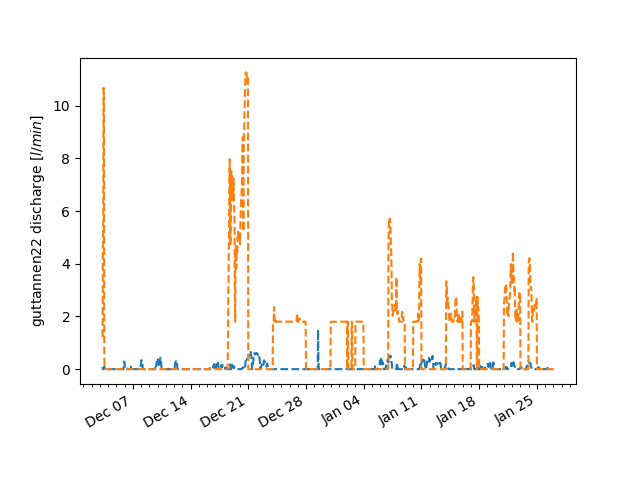 guttannen22 discharge [l/min]
10
8
6
4
2
0
Dec 07
Dec 14
Dec 21
Dec 28
Jan 04
Jan 11
Jan 18
Jan 25